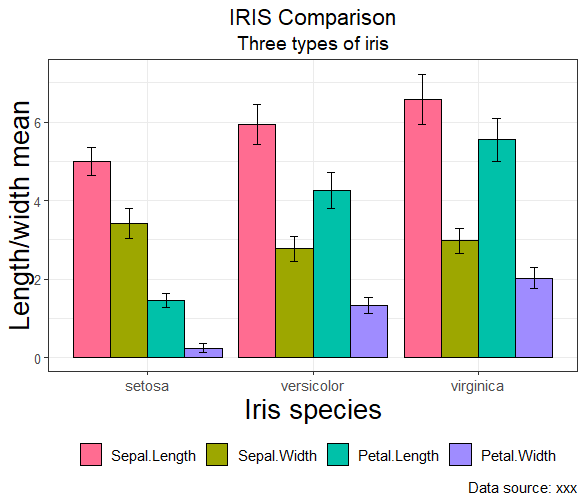 IRIS Comparison
Three types of iris
Length/width mean
6
4
2
0
setosa versicolor virginica
Iris species
Sepal.Length Sepal.Width Petal.Length Petal.Width
Data source: xxx